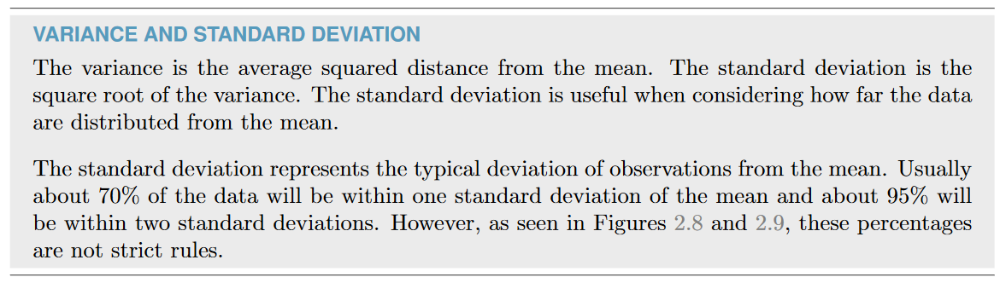 VARIANCE AND STANDARD DEVIATION
The variance is the average squared distance from the mean. The standard deviation is the
square root of the variance. The standard deviation is useful when considering how far the data
are distributed from the mean.
The standard deviation represents the typical deviation of observations from the mean. Usually
about 70% of the data will be within one standard deviation of the mean and about 95% will
be within two standard deviations. However, as seen in Figures 2.8 and 2.9, these percentages
are not strict rules.